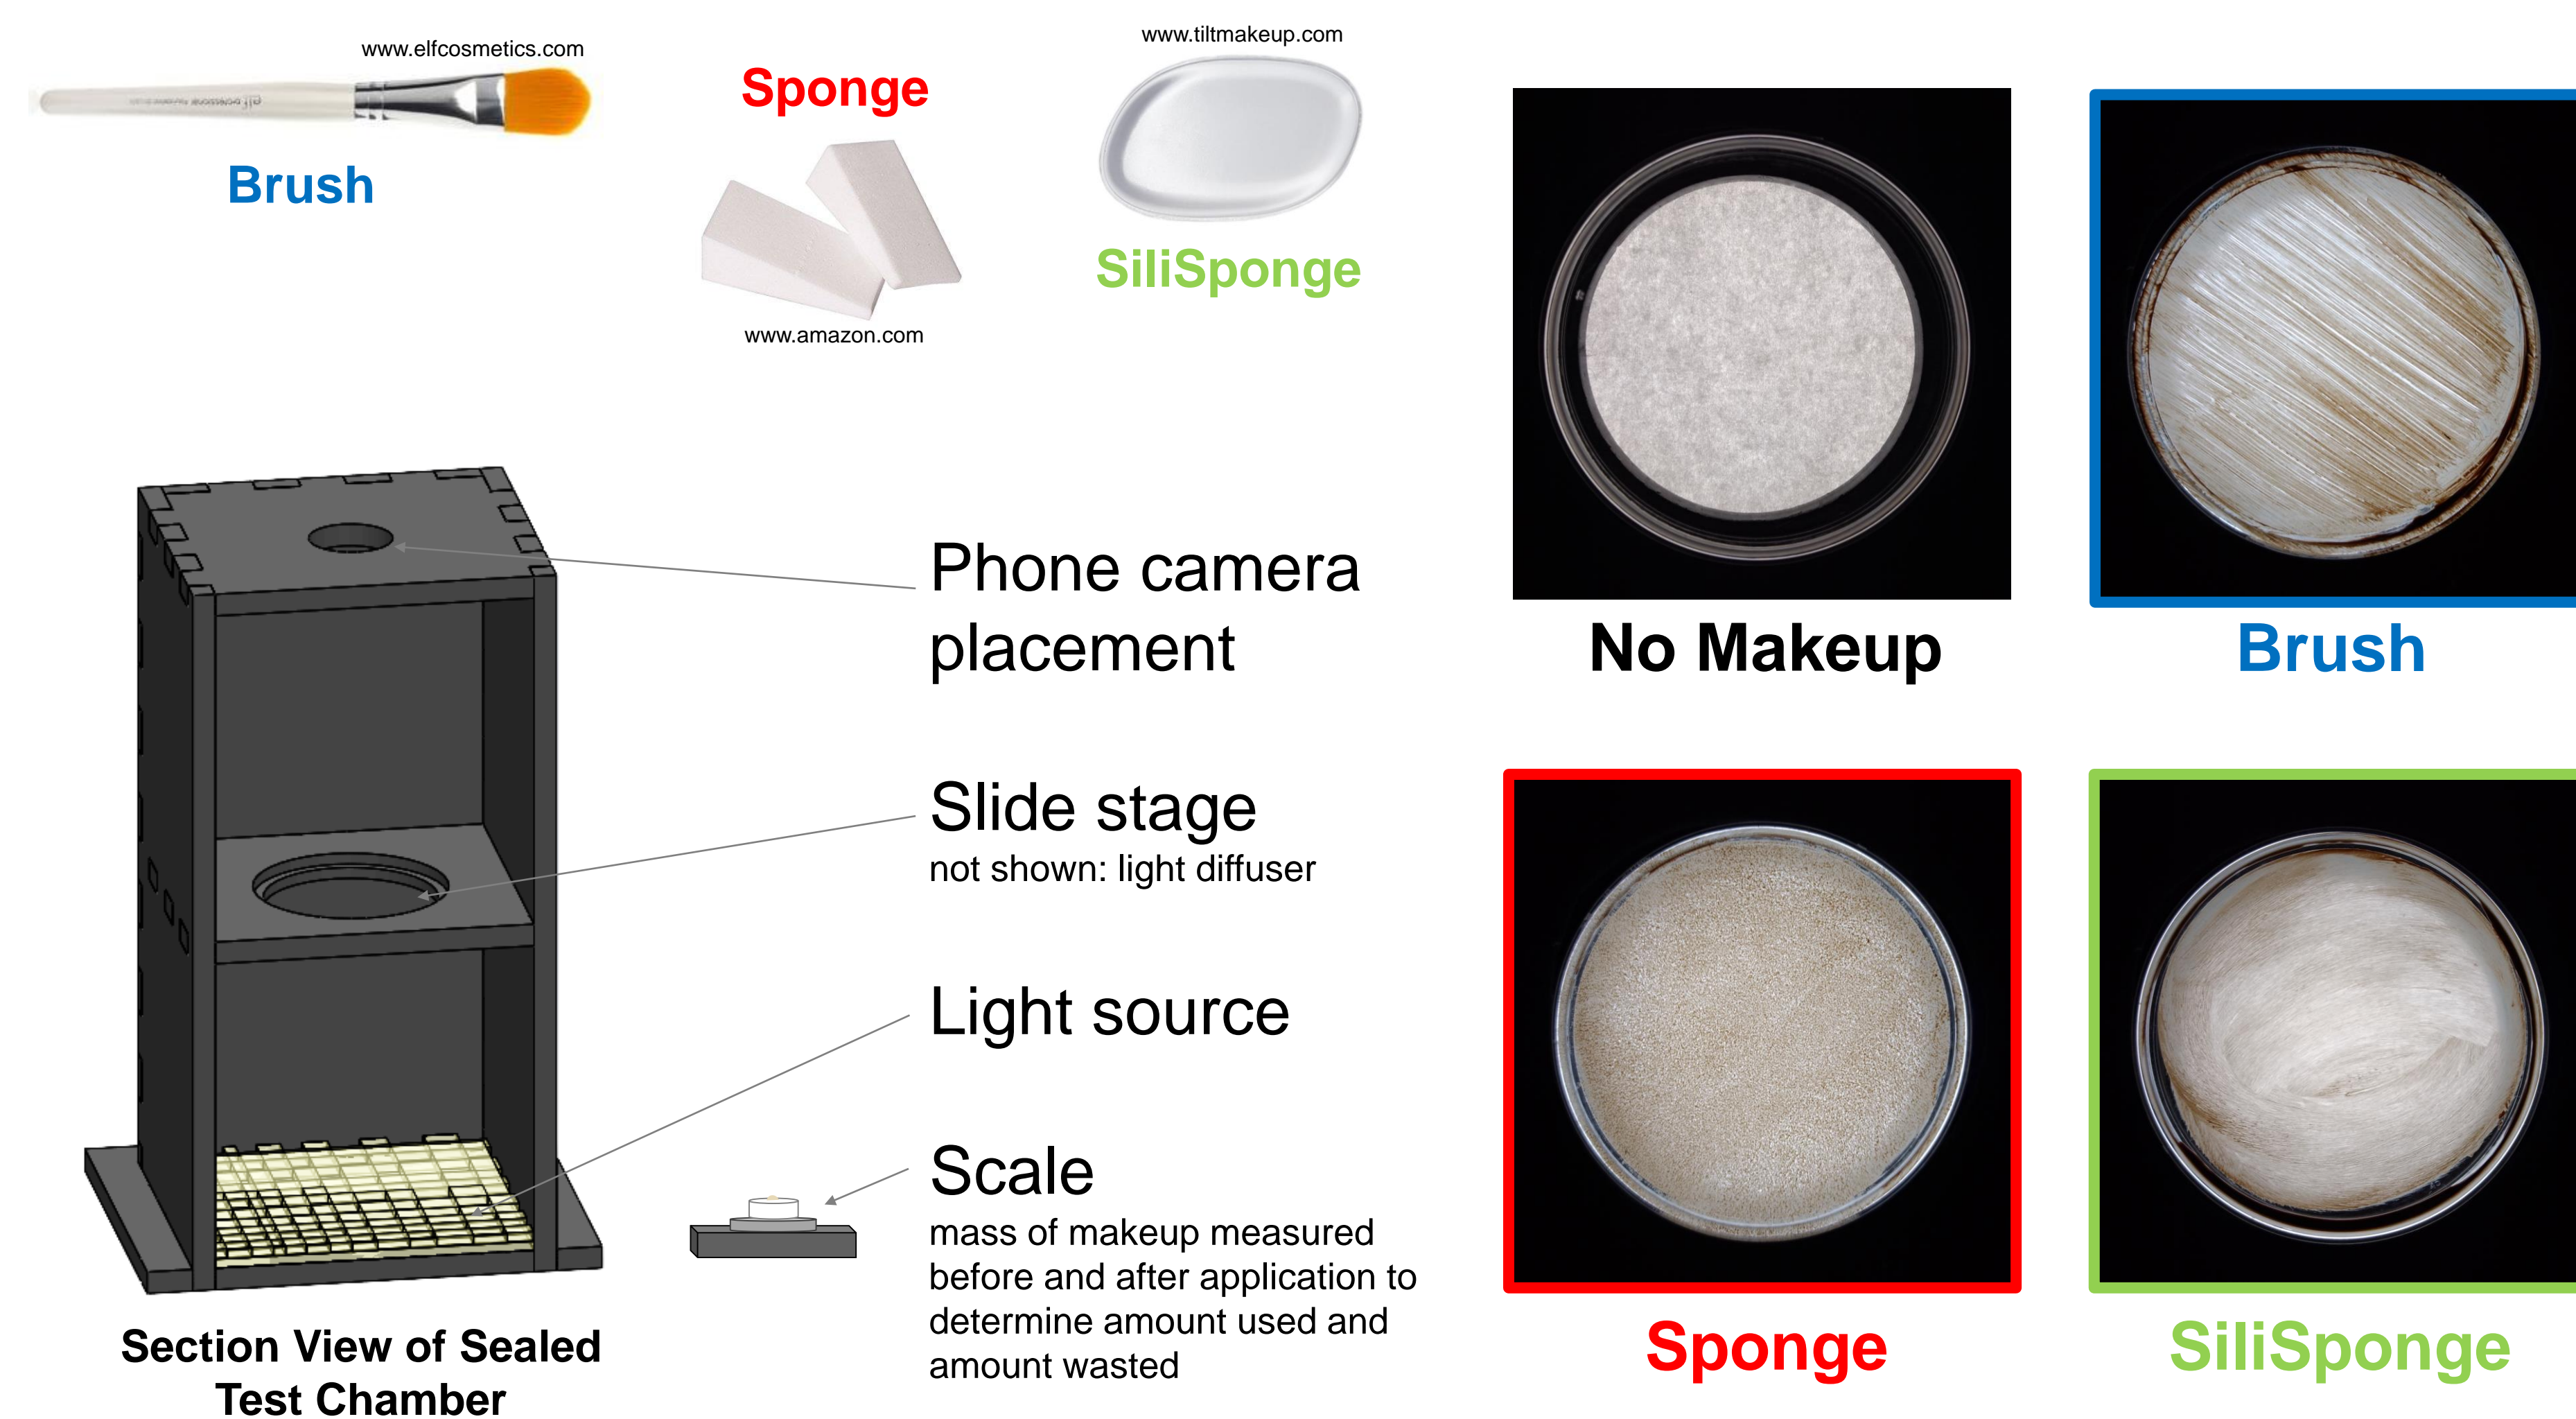 www.elfcosmetics.com
Brush
Sponge
www.amazon.com
www.tiltmakeup.com
SiliSponge
Phone camera
placement
Slide stage
not shown: light diffuser
Light source
Scale
mass of makeup measured
before and after application to
determine amount used and
amount wasted
Section View of Sealed
Test Chamber
No Makeup
Brush
Sponge
SiliSponge